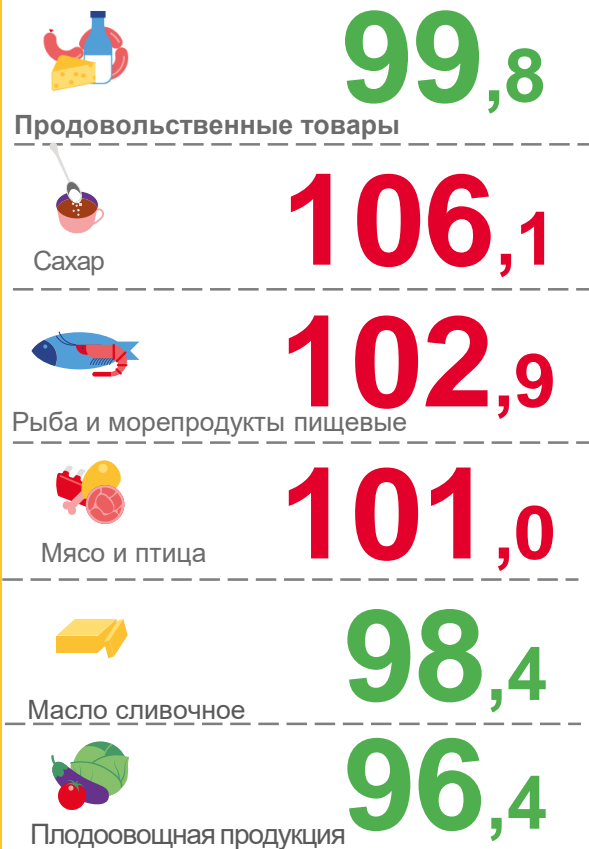 99,8
Продовольственные товары
106,1
Сахар
102,9
Рыба и морепродукты пищевые
101,0
Мясо и птица
98,4
Масло сливочное
96,4
Плодоовощная продукция